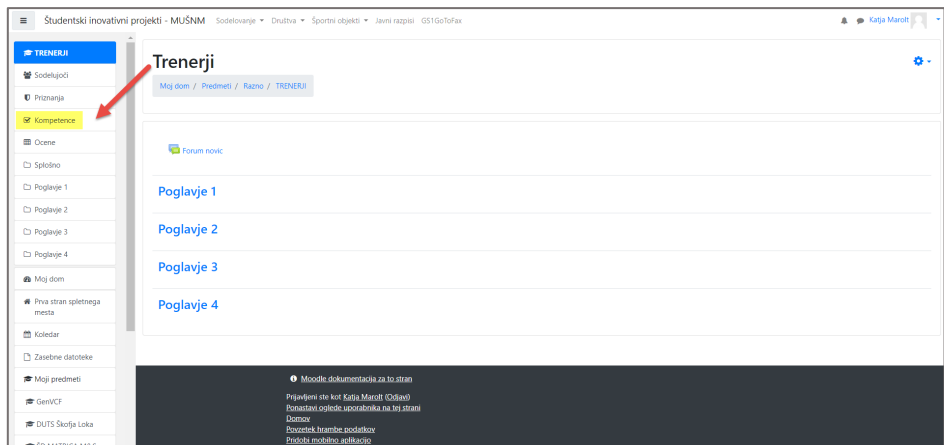 Študentski inovativni projekti - MUŠNM Sodelovanje Društva Športni objekti Javni razpisi GS1GoToFax Katja Marolt
TRENERJI
Sodelujoči
Priznanja
Kompetence
Ocene
Splošno
Poglavje 1
Poglavje 2
Poglavje 3
Poglavje 4
Moj dom
Prva stran spletnega
mesta
Koledar
Zasebne datoteke
Moji predmeti
GenVCF
DUTS Škofja Loka
Trenerji
Moj dom / Predmeti / Razno / TRENERJI
Forum novic
Poglavje 1
Poglavje 2
Poglavje 3
Poglavje 4
Moodle dokumentacija za to stran
Prijavljeni ste kot Katja Marolt (Odjavi)
Ponastavi oglede uporabnika na tej strani
Domov
Povzetek hrambe podatkov
Pridobi mobilno aplikacijo